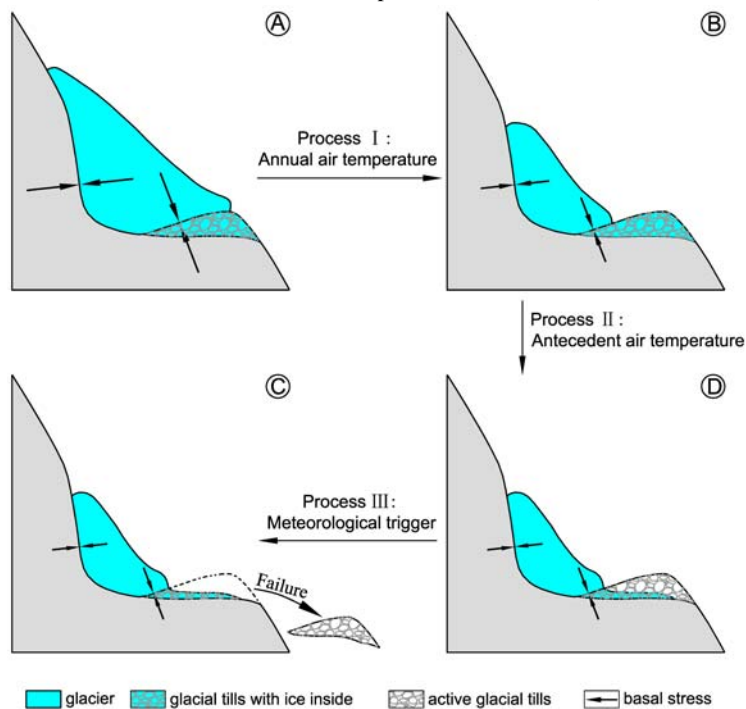 A
B
Process I:
Annual air temperature
Process II:
Antecedent air temperature
C
D
Process III:
Meteorological trigger
Failure
glacier
glacial tills with ice inside
active glacial tills
basal stress